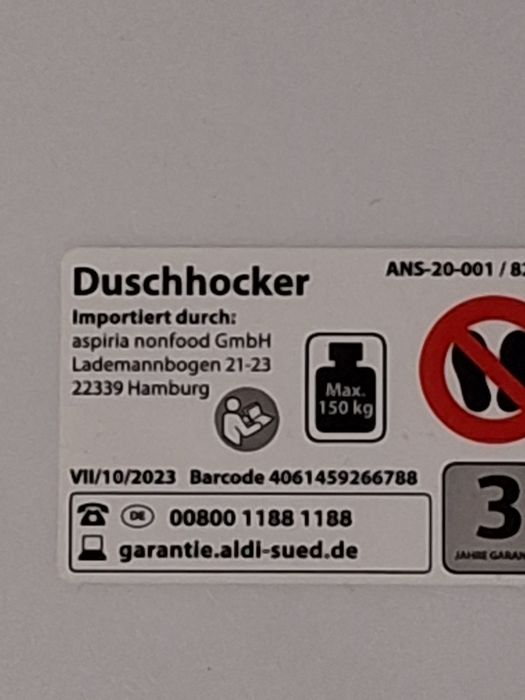 Duschhocker
ANS-20-001 / 82
Importiert durch:
aspiria nonfood GmbH
Lademannbogen 21-23
22339 Hamburg
Max.
150 kg
VII/10/2023 Barcode 4061459266788
DE 00800 1188 1188
garantie.aldi-sued.de
3
JAHRE GARAN